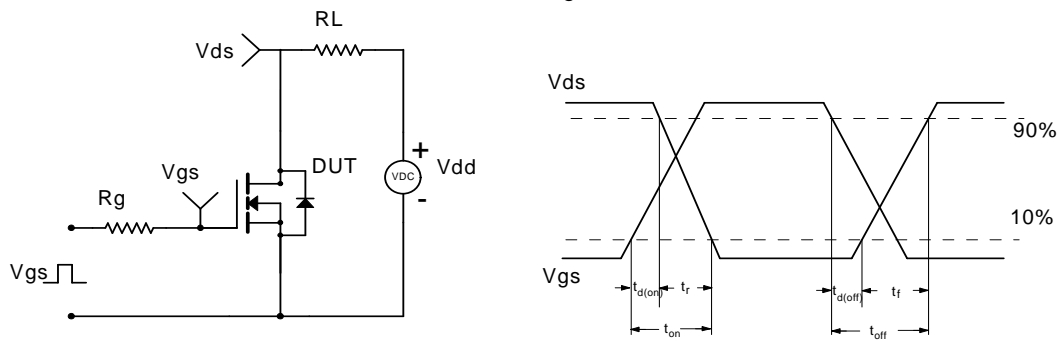 RL
Vds
Vgs
Rg
DUT
+
VDC
-
Vdd
Vgs
Vds
90%
10%
Vgs
td(on)
tr
ton
td(off)
tf
toff